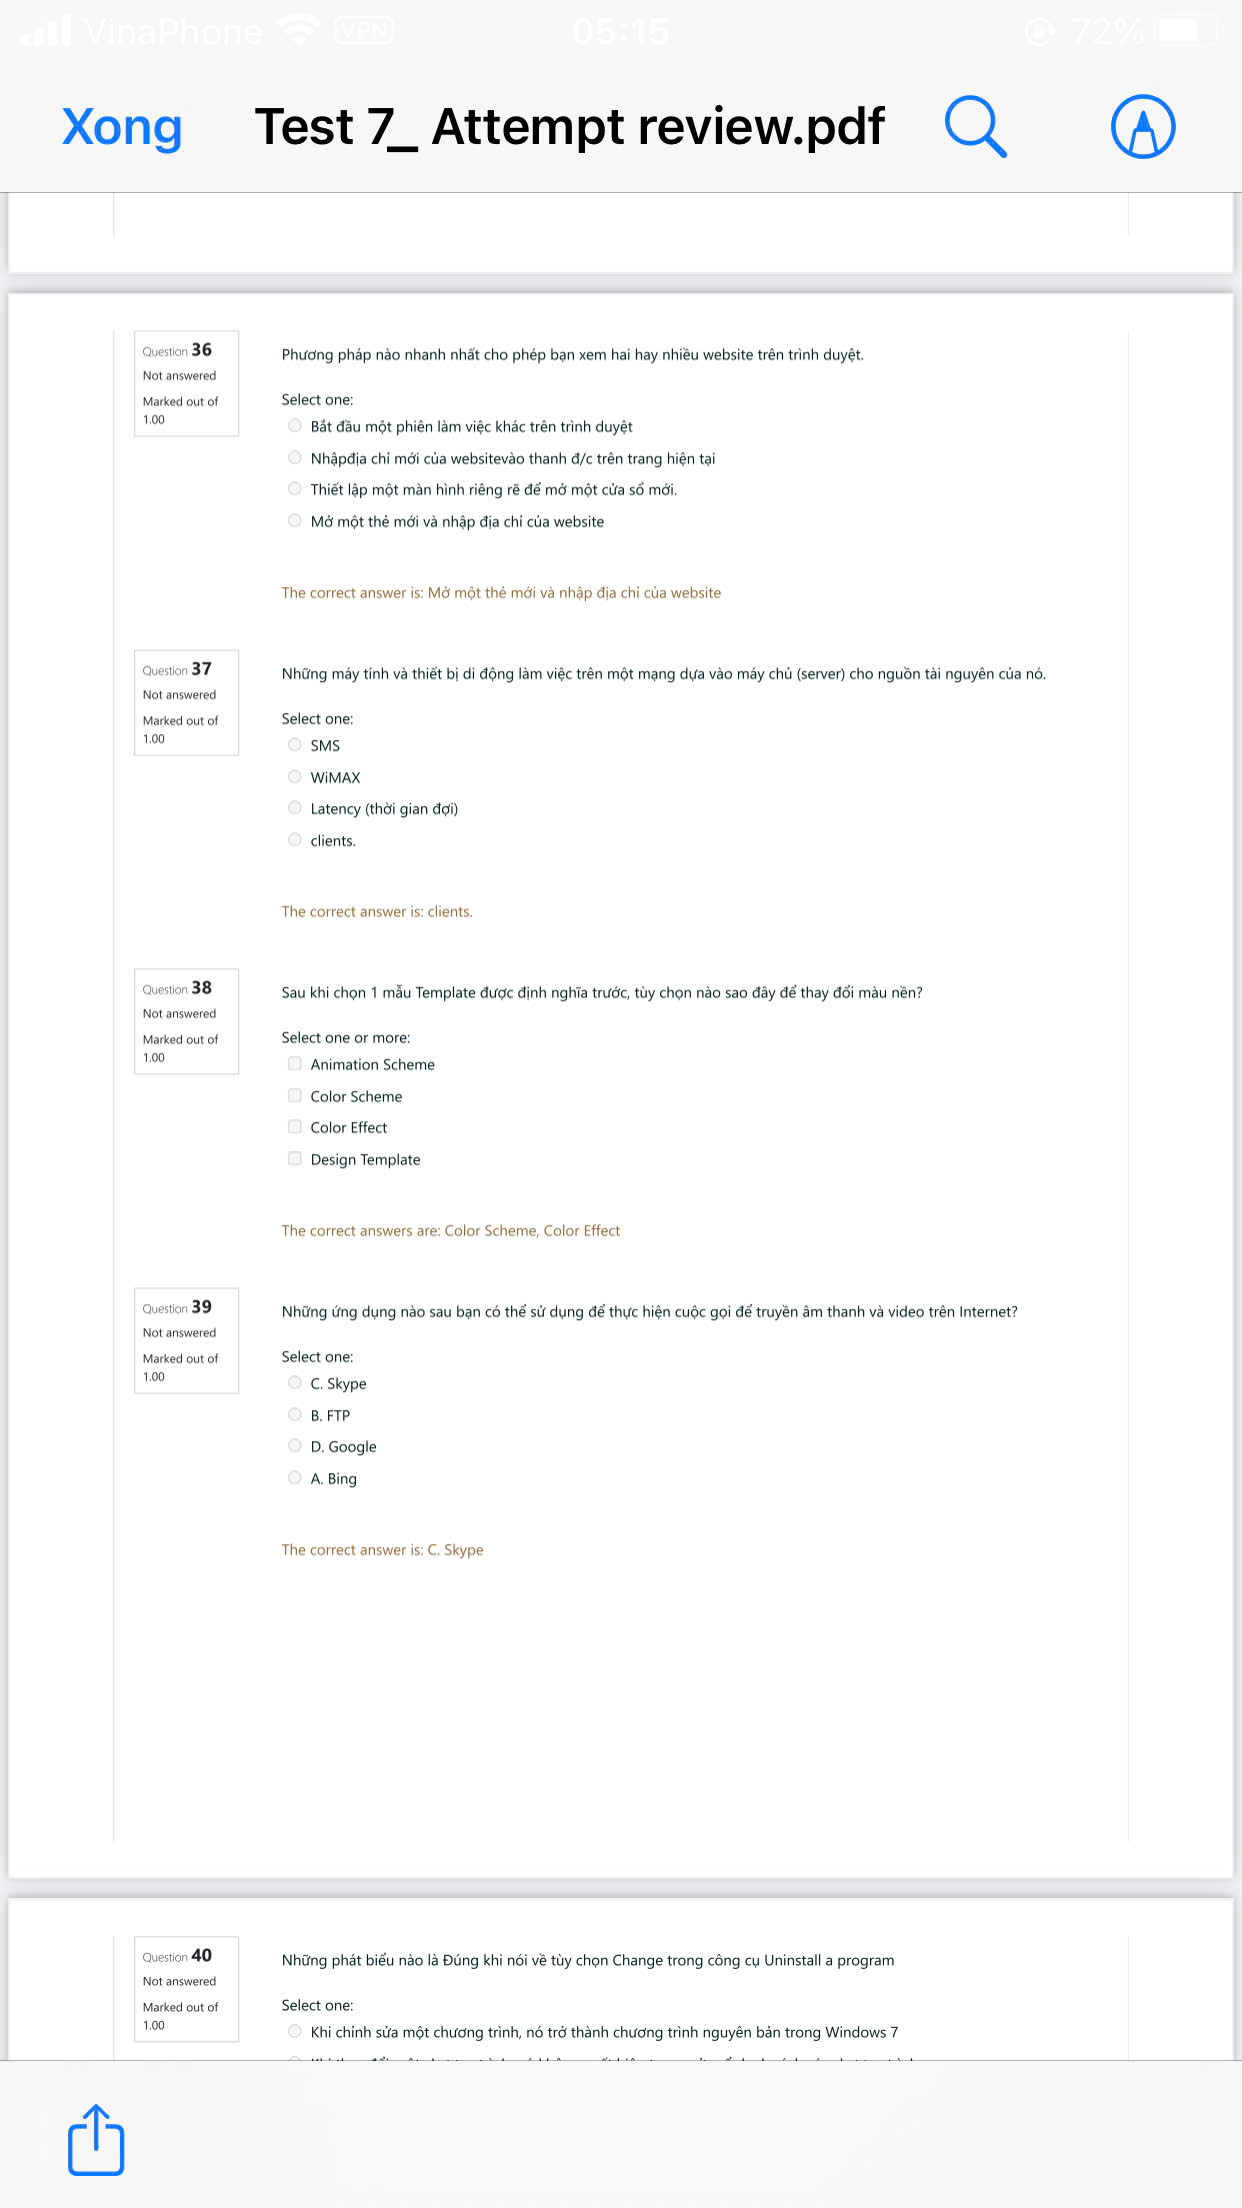 VinaPhone VPN 05:15 72%
Xong Test 7_ Attempt review.pdf
Question 36
Not answered
Marked out of
1.00
Phương pháp nào nhanh nhất cho phép bạn xem hai hay nhiều website trên trình duyệt.
Select one:
Bắt đầu một phiên làm việc khác trên trình duyệt
Nhậpđịa chỉ mới của websitevào thanh đ/c trên trang hiện tại
Thiết lập một màn hình riêng rẽ để mở một cửa sổ mới.
Mở một thẻ mới và nhập địa chỉ của website
The correct answer is: Mở một thẻ mới và nhập địa chỉ của website
Question 37
Not answered
Marked out of
1.00
Những máy tính và thiết bị di động làm việc trên một mạng dựa vào máy chủ (server) cho nguồn tài nguyên của nó.
Select one:
SMS
WiMAX
Latency (thời gian đợi)
clients.
The correct answer is: clients.
Question 38
Not answered
Marked out of
1.00
Sau khi chọn 1 mẫu Template được định nghĩa trước, tùy chọn nào sao đây để thay đổi màu nền?
Select one or more:
Animation Scheme
Color Scheme
Color Effect
Design Template
The correct answers are: Color Scheme, Color Effect
Question 39
Not answered
Marked out of
1.00
Những ứng dụng nào sau bạn có thể sử dụng để thực hiện cuộc gọi để truyền âm thanh và video trên Internet?
Select one:
C. Skype
B. FTP
D. Google
A. Bing
The correct answer is: C. Skype
Question 40
Not answered
Marked out of
1.00
Những phát biểu nào là Đúng khi nói về tùy chọn Change trong công cụ Uninstall a program
Select one:
Khi chỉnh sửa một chương trình, nó trở thành chương trình nguyên bản trong Windows 7